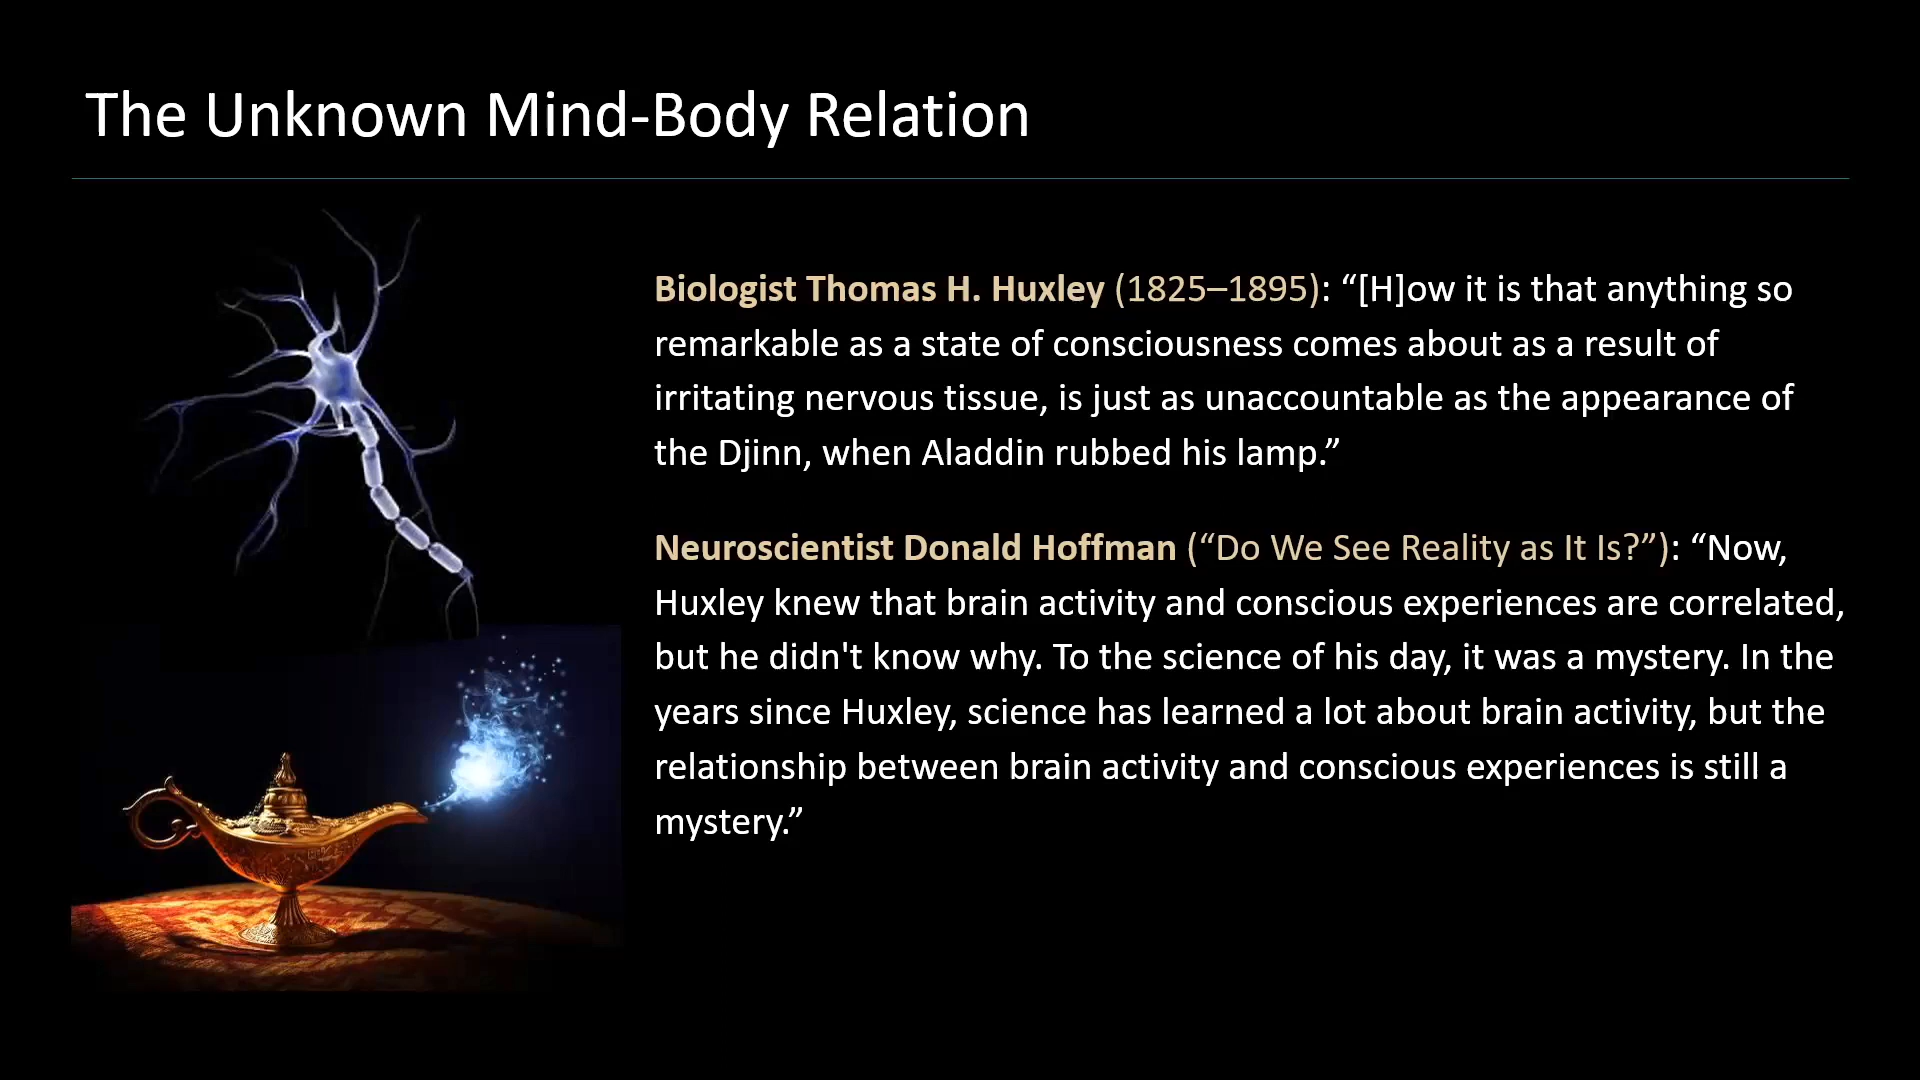 The Unknown Mind-Body Relation
Biologist Thomas H. Huxley (1825–1895): “[H]ow it is that anything so
remarkable as a state of consciousness comes about as a result of
irritating nervous tissue, is just as unaccountable as the appearance of
the Djinn, when Aladdin rubbed his lamp.”
Neuroscientist Donald Hoffman (“Do We See Reality as It Is?”): “Now,
Huxley knew that brain activity and conscious experiences are correlated,
but he didn't know why. To the science of his day, it was a mystery. In the
years since Huxley, science has learned a lot about brain activity, but the
relationship between brain activity and conscious experiences is still a
mystery.”